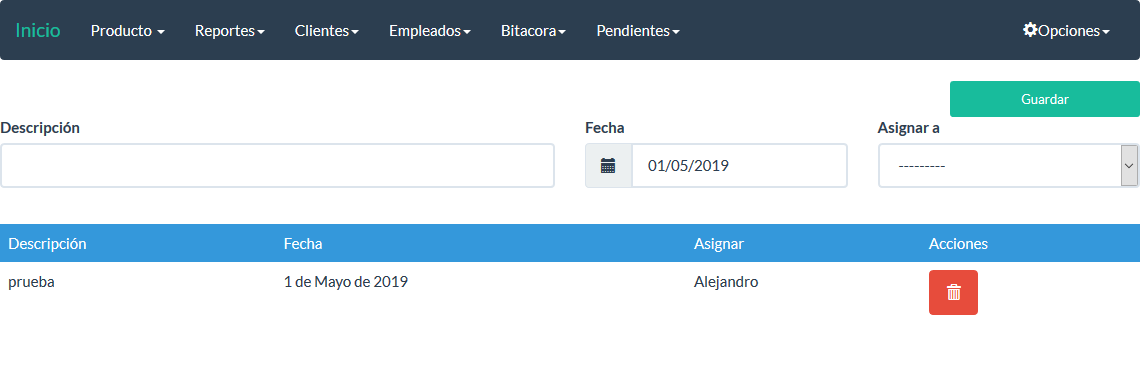 Inicio Producto Reportes Clientes Empleados Bitacora Pendientes Opciones
Guardar
Descripción Fecha Asignar a
01/05/2019 ---------
Descripción Fecha Asignar Acciones
prueba 1 de Mayo de 2019 Alejandro